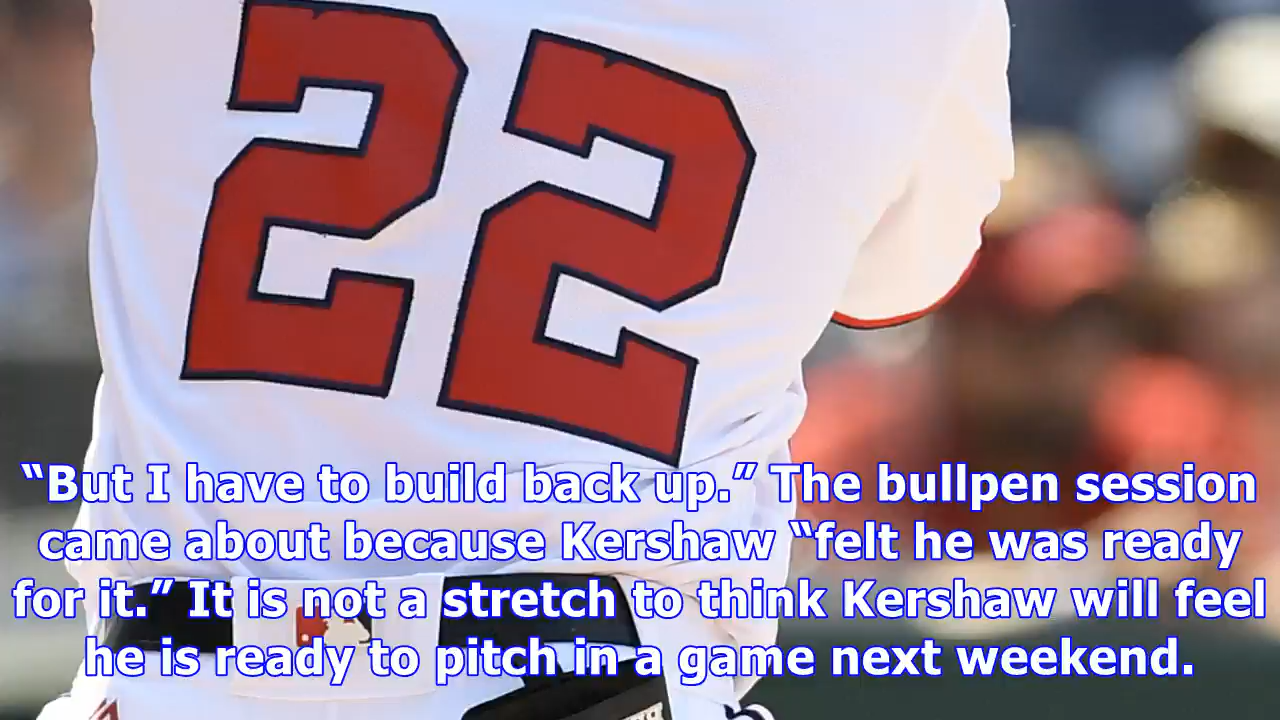 22
“But I have to build back up.” The bullpen session
came about because Kershaw “felt he was ready
for it.” It is not a stretch to think Kershaw will feel
he is ready to pitch in a game next weekend.